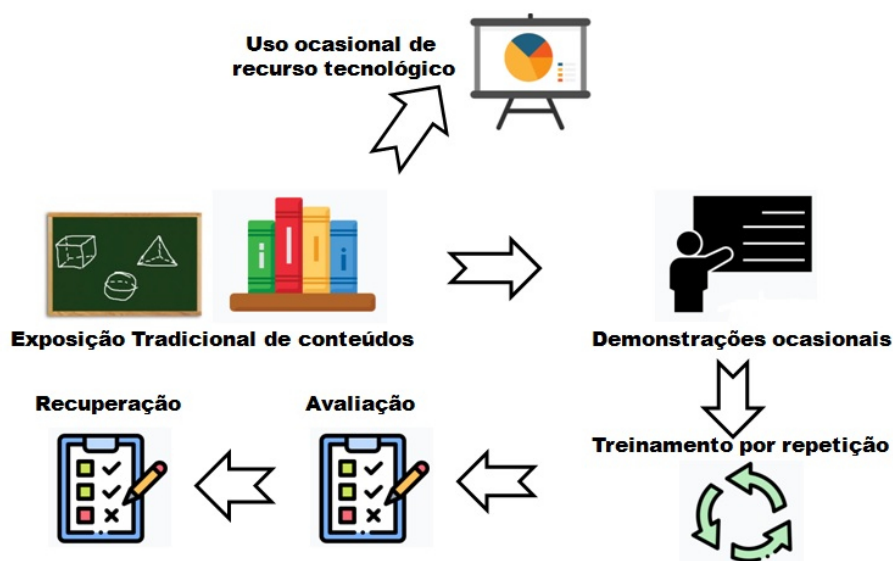 Uso ocasional de
recurso tecnológico
Exposição Tradicional de conteúdos
Demonstrações ocasionais
Recuperação
Avaliação
Treinamento por repetição